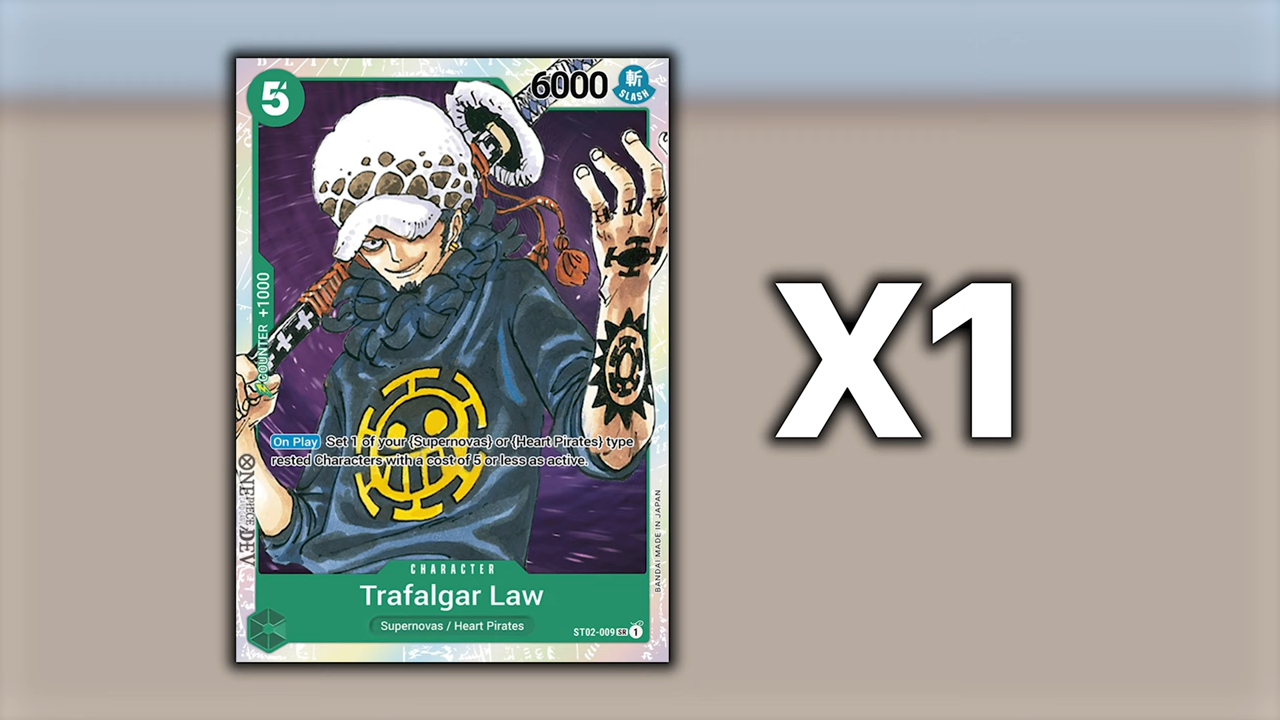 5
6000
斬
SLASH
COUNTER +1000
On Play Set 1 of your {Supernovas} or {Heart Pirates} type
rested Characters with a cost of 5 or less as active.
X1
ONE PIECE.DEV
BANDAI MADE IN JAPAN
CHARACTER
Trafalgar Law
Supernovas / Heart Pirates
ST02-009 SR 1